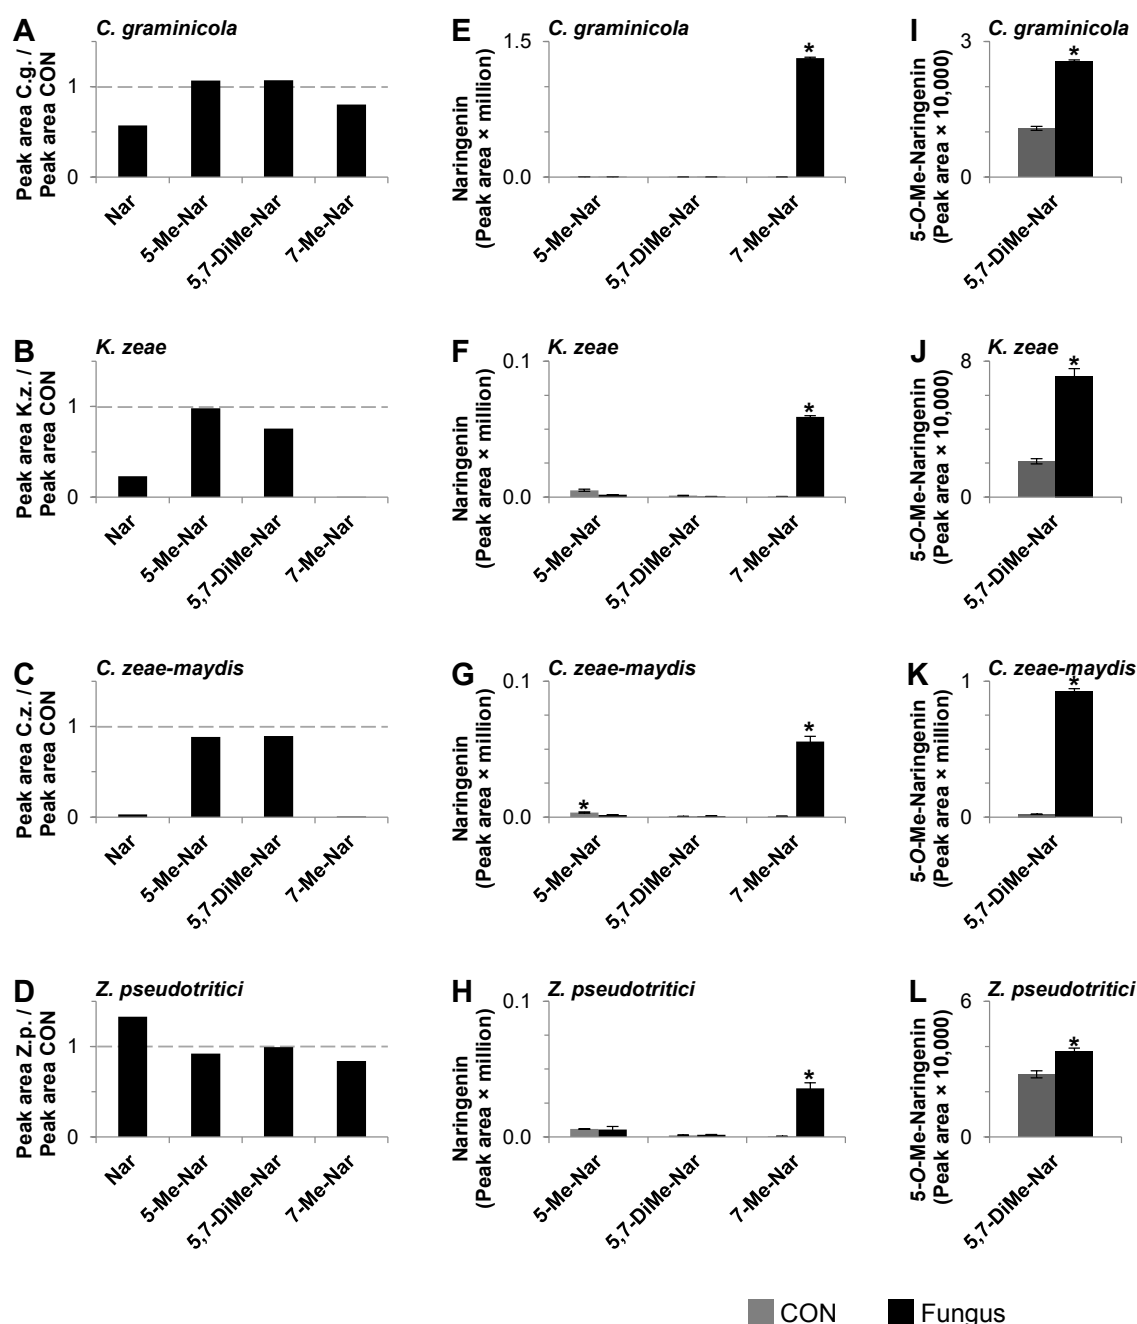 A C. graminicola
Peak area C.g. /
Peak area CON
1
0
Nar
5-Me-Nar
5,7-DiMe-Nar
7-Me-Nar
E C. graminicola
Naringenin
(Peak area × million)
1.5
0.0
*
5-Me-Nar
5,7-DiMe-Nar
7-Me-Nar
I C. graminicola
5-O-Me-Naringenin
(Peak area × 10,000)
3
0
*
5,7-DiMe-Nar
B K. zeae
Peak area K.z. /
Peak area CON
1
0
Nar
5-Me-Nar
5,7-DiMe-Nar
7-Me-Nar
F K. zeae
Naringenin
(Peak area × million)
0.1
0.0
*
5-Me-Nar
5,7-DiMe-Nar
7-Me-Nar
J K. zeae
5-O-Me-Naringenin
(Peak area × 10,000)
8
0
*
5,7-DiMe-Nar
C C. zeae-maydis
Peak area C.z. /
Peak area CON
1
0
Nar
5-Me-Nar
5,7-DiMe-Nar
7-Me-Nar
G C. zeae-maydis
Naringenin
(Peak area × million)
0.1
0.0
*
*
5-Me-Nar
5,7-DiMe-Nar
7-Me-Nar
K C. zeae-maydis
5-O-Me-Naringenin
(Peak area × million)
1
0
*
5,7-DiMe-Nar
D Z. pseudotritici
Peak area Z.p. /
Peak area CON
1
0
Nar
5-Me-Nar
5,7-DiMe-Nar
7-Me-Nar
H Z. pseudotritici
Naringenin
(Peak area × million)
0.1
0.0
*
5-Me-Nar
5,7-DiMe-Nar
7-Me-Nar
L Z. pseudotritici
5-O-Me-Naringenin
(Peak area × 10,000)
6
0
*
5,7-DiMe-Nar
CON Fungus